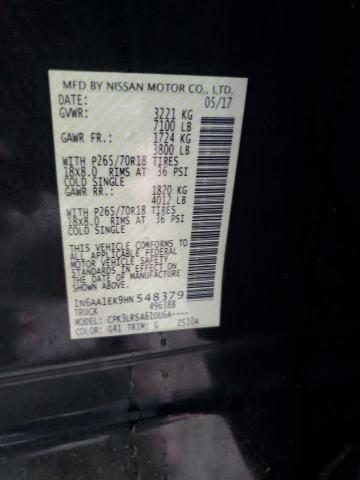 MFD BY NISSAN MOTOR CO., LTD.
DATE: 05/17
GVWR: 3221 KG
7100 LB
GAWR FR.: 1724 KG
3800 LB
WITH P265/70R18 TIRES
18x8.0 RIMS AT 36 PSI
COLD SINGLE
GAWR RR.: 1820 KG
4012 LB
WITH P265/70R18 TIRES
18x8.0 RIMS AT 36 PSI
COLD SINGLE
THIS VEHICLE CONFORMS TO
ALL APPLICABLE FEDERAL
MOTOR VEHICLE SAFETY
STANDARDS IN EFFECT
ON THE DATE OF MANUFACTURE
SHOWN ABOVE.
1N6AA1EK9HN 548379
TRUCK 496388
MODEL: CPK3LRSA61DU6A----
COLOR: G41 TRIM: G 2S10A